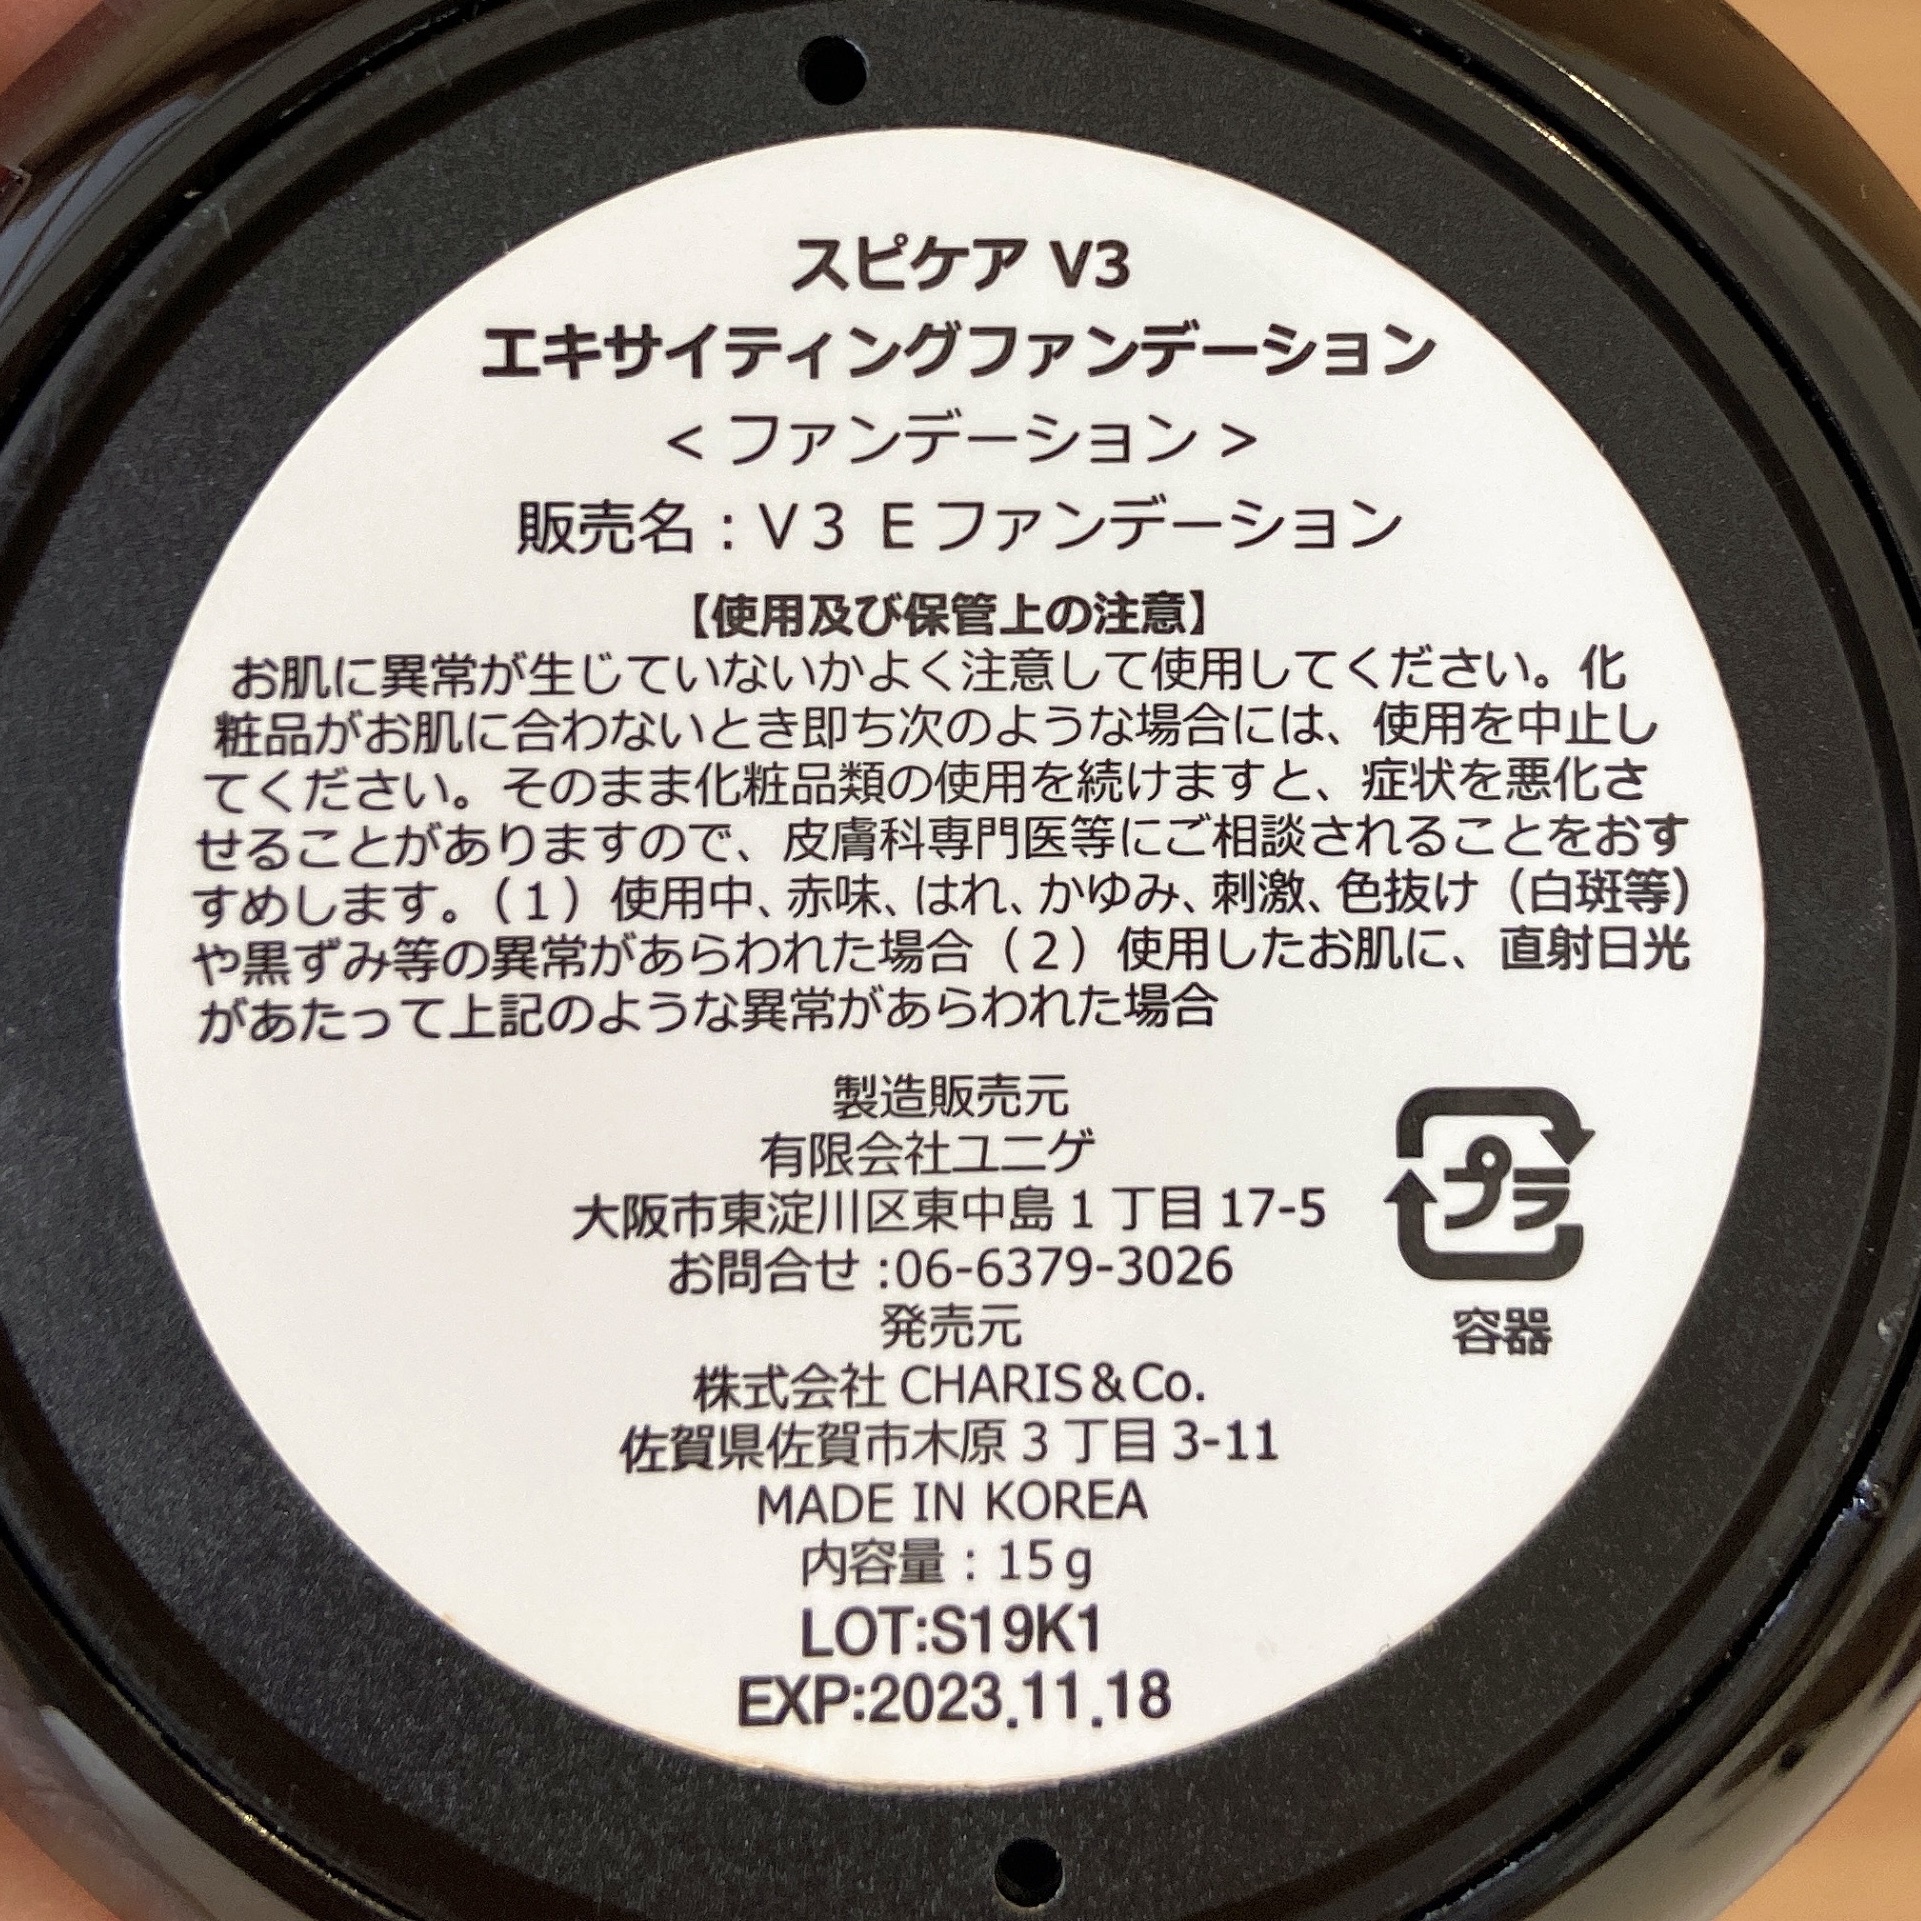 スピケア V3
エキサイティングファンデーション
< ファンデーション >
販売名：V３ Eファンデーション
【使用及び保管上の注意】
お肌に異常が生じていないかよく注意して使用してください。化
粧品がお肌に合わないとき即ち次のような場合には、使用を中止し
てください。そのまま化粧品類の使用を続けますと、症状を悪化さ
せることがありますので、皮膚科専門医等にご相談されることをおす
すめします。（１）使用中、赤味、はれ、かゆみ、刺激、色抜け（白斑等）
や黒ずみ等の異常があらわれた場合（２）使用したお肌に、直射日光
があたって上記のような異常があらわれた場合
製造販売元
有限会社ユニゲ
大阪市東淀川区東中島 1 丁目 17-5
お問合せ :06-6379-3026
発売元
株式会社 CHARIS＆Co.
佐賀県佐賀市木原 3 丁目 3-11
MADE IN KOREA
内容量：15g
LOT:S19K1
EXP:2023.11.18
プラ
容器